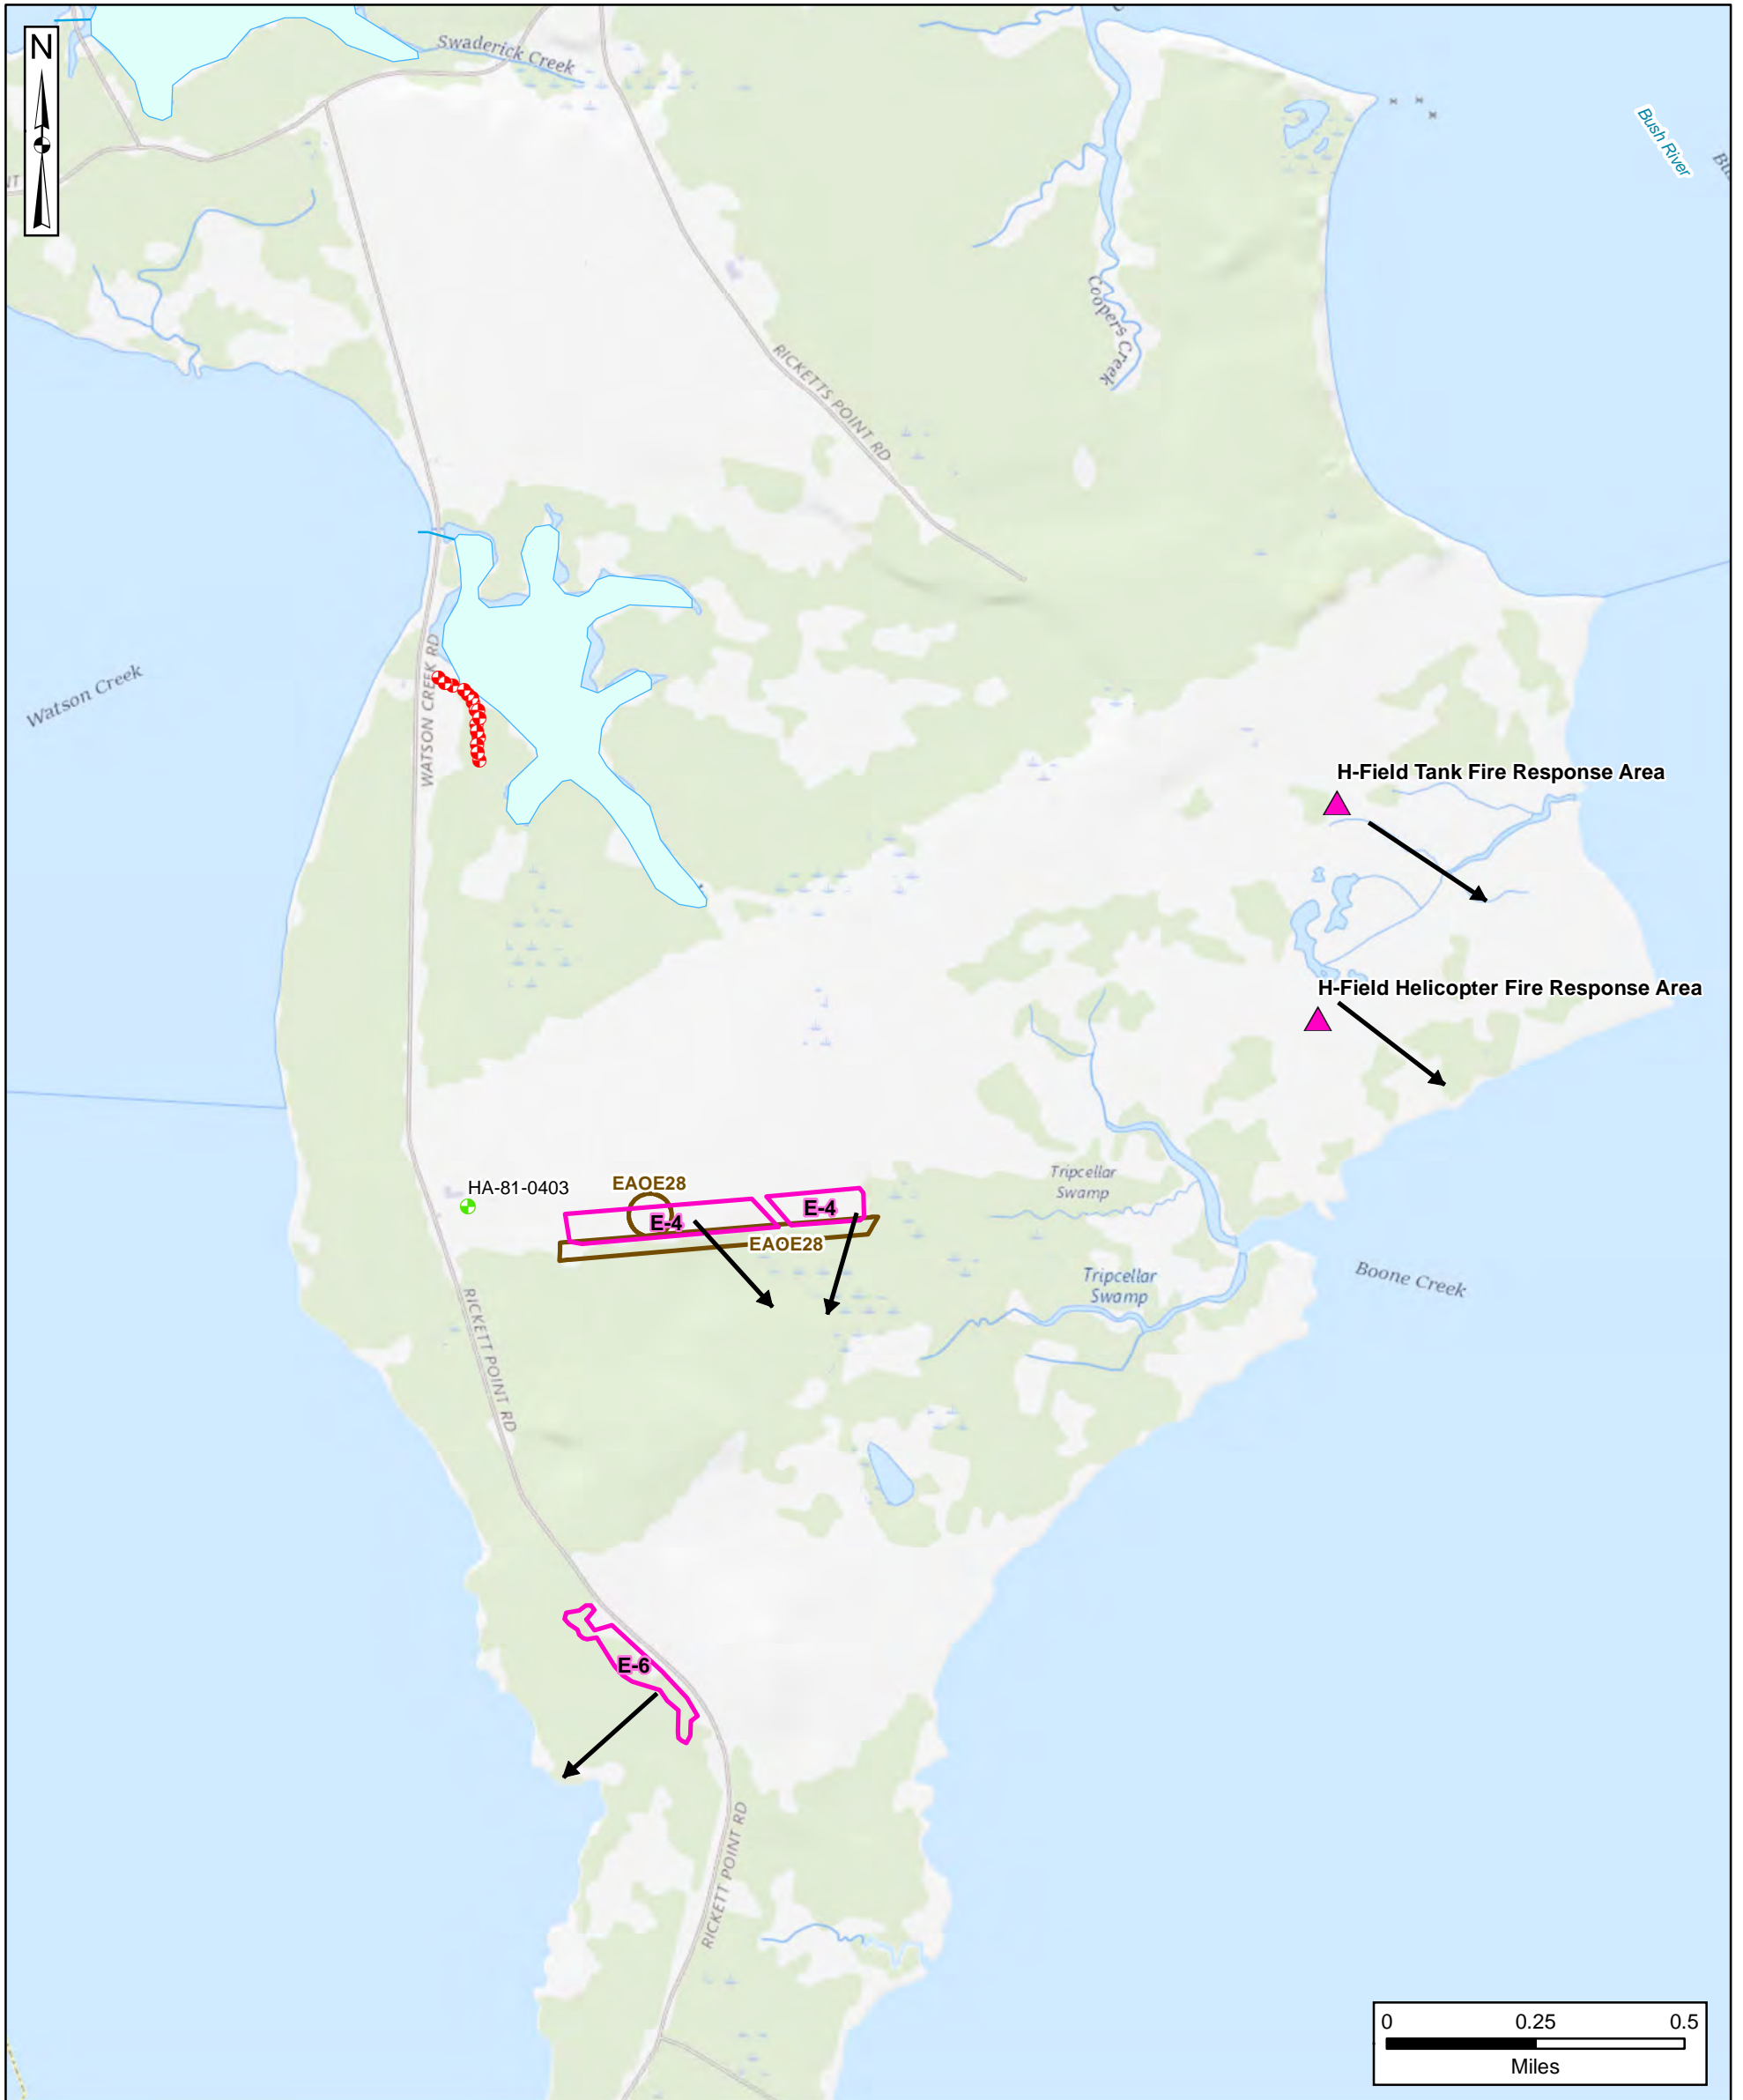 N
Swaderick Creek
Bush River
Coopers Creek
RICKETTS POINT RD
WATSON CREEK RD
Watson Creek
H-Field Tank Fire Response Area
H-Field Helicopter Fire Response Area
HA-81-0403
EAOE28
E-4
E-4
EAOE28
Tripcellar
Swamp
Tripcellar
Swamp
Boone Creek
RICKETT POINT RD
E-6
RICKETT POINT RD
0 0.25 0.5
Miles